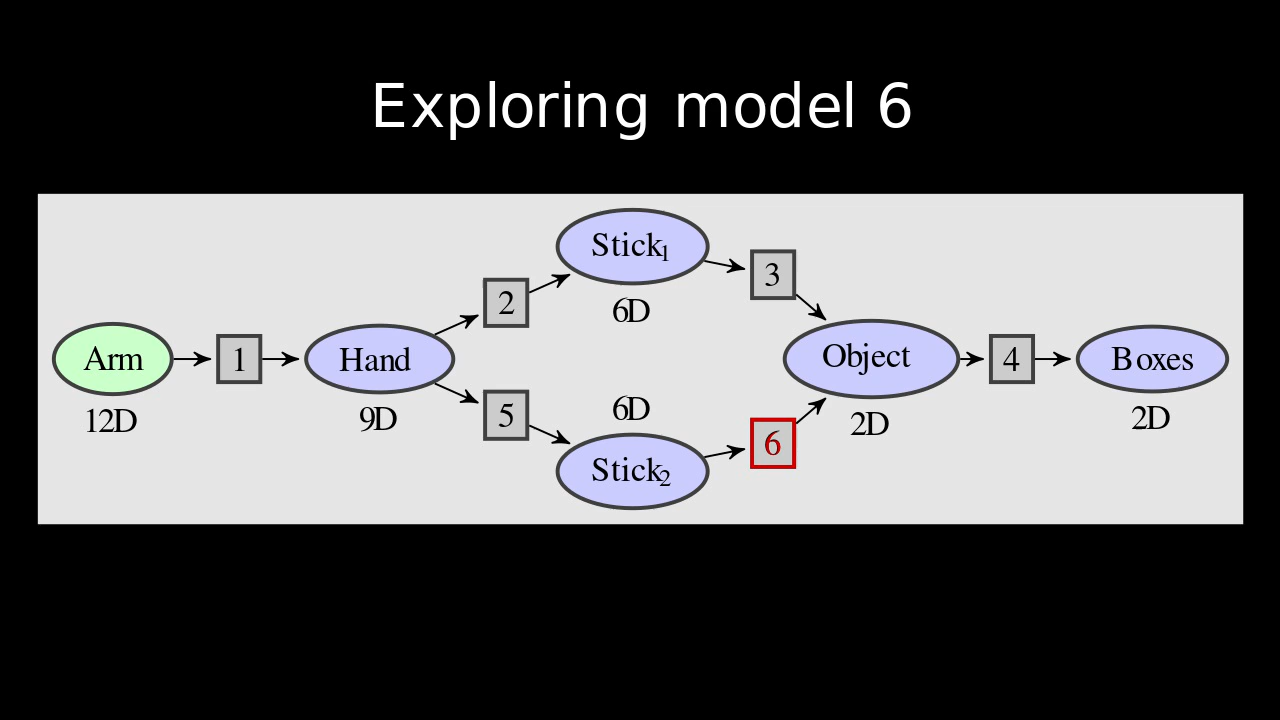 Exploring model 6
Stick1
6D
3
2
Arm
12D
1
Hand
9D
Object
2D
4
Boxes
2D
5
6D
Stick2
6